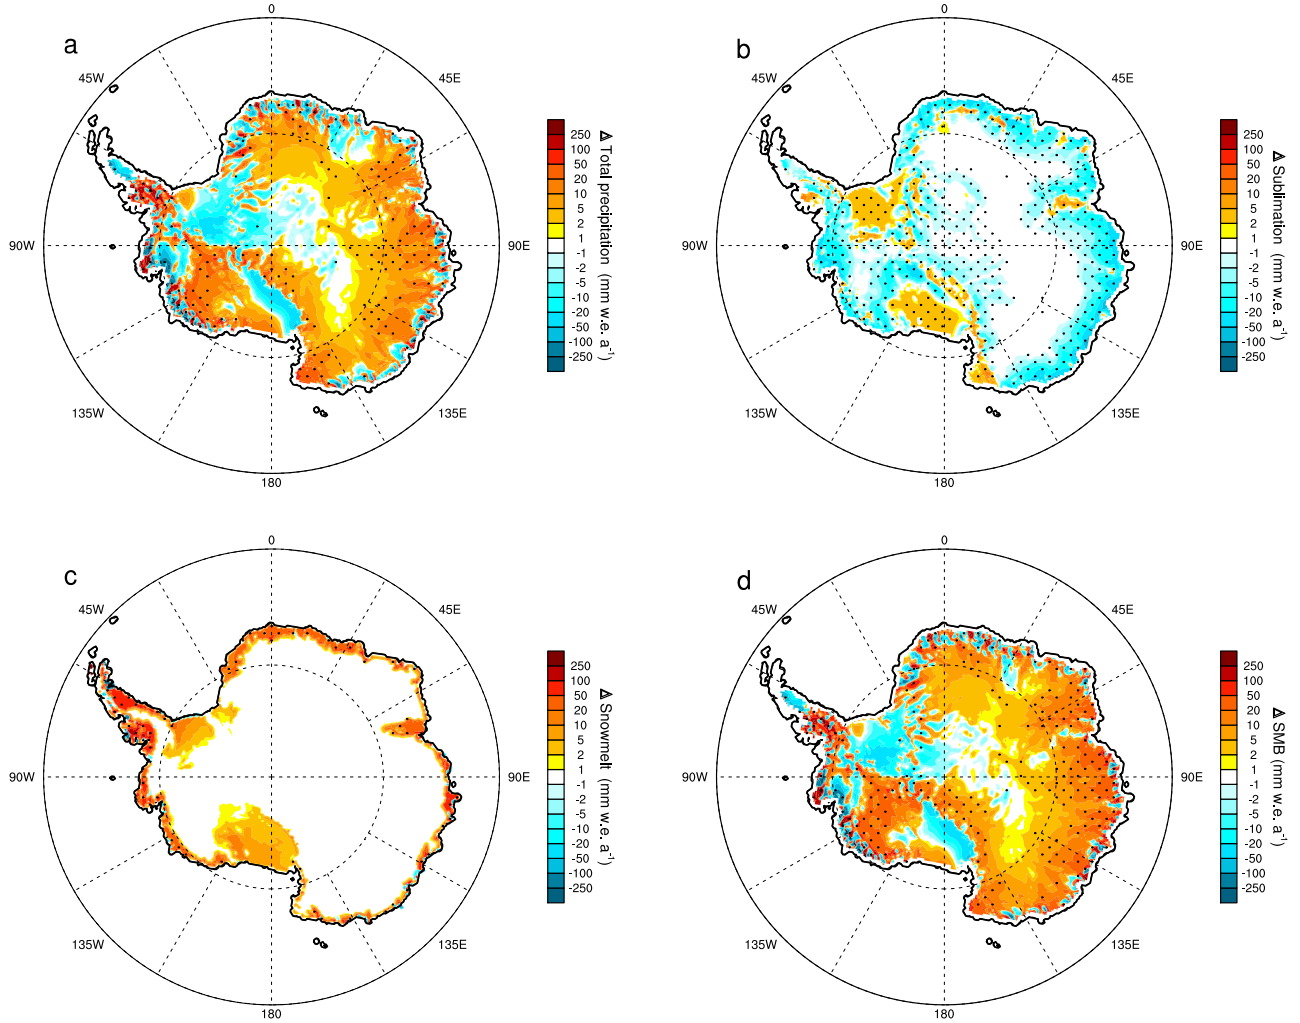 a
0
45W
45E
90W
90E
135W
135E
180
250
100
50
20
10
5
2
1
-1
-2
-5
-10
-20
-50
-100
-250
Δ Total precipitation (mm w.e. a⁻¹)
b
0
45W
45E
90W
90E
135W
135E
180
250
100
50
20
10
5
2
1
-1
-2
-5
-10
-20
-50
-100
-250
Δ Sublimation (mm w.e. a⁻¹)
c
0
45W
45E
90W
90E
135W
135E
180
250
100
50
20
10
5
2
1
-1
-2
-5
-10
-20
-50
-100
-250
Δ Snowmelt (mm w.e. a⁻¹)
d
0
45W
45E
90W
90E
135W
135E
180
250
100
50
20
10
5
2
1
-1
-2
-5
-10
-20
-50
-100
-250
Δ SMB (mm w.e. a⁻¹)